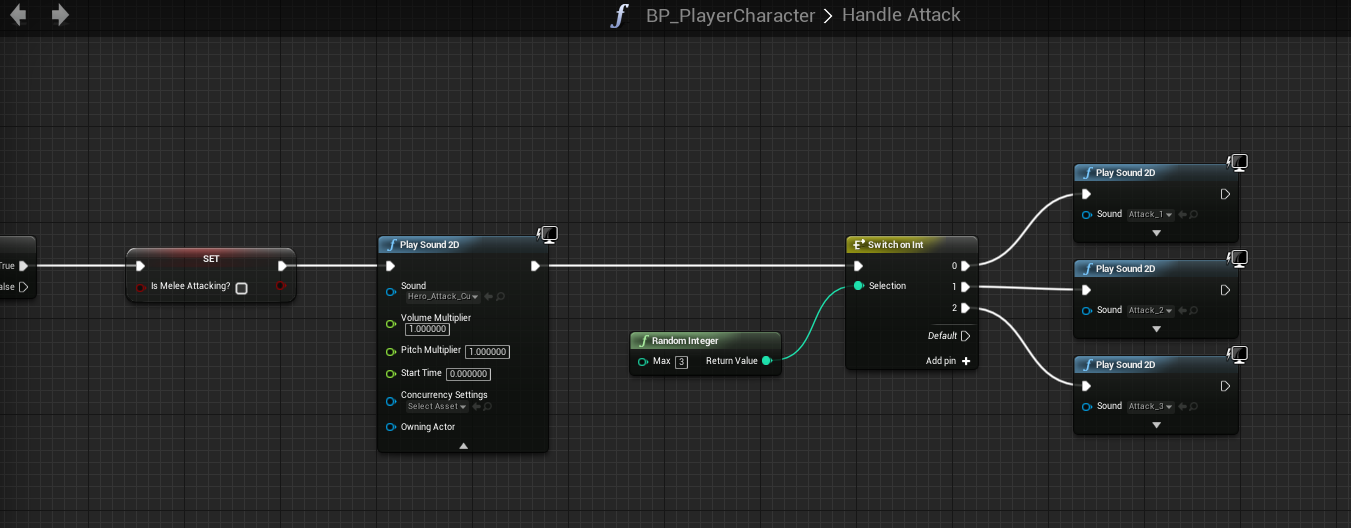 BP_PlayerCharacter > Handle Attack
True
alse
SET
Is Melee Attacking?
Play Sound 2D
Sound
Hero_Attack_Cu
Volume Multiplier
1.000000
Pitch Multiplier 1.000000
Start Time 0.000000
Concurrency Settings
Select Asset
Owning Actor
Random Integer
Max 3 Return Value
Switch on Int
0
Selection 1
2
Default
Add pin +
Play Sound 2D
Sound Attack_1
Play Sound 2D
Sound Attack_2
Play Sound 2D
Sound Attack_3